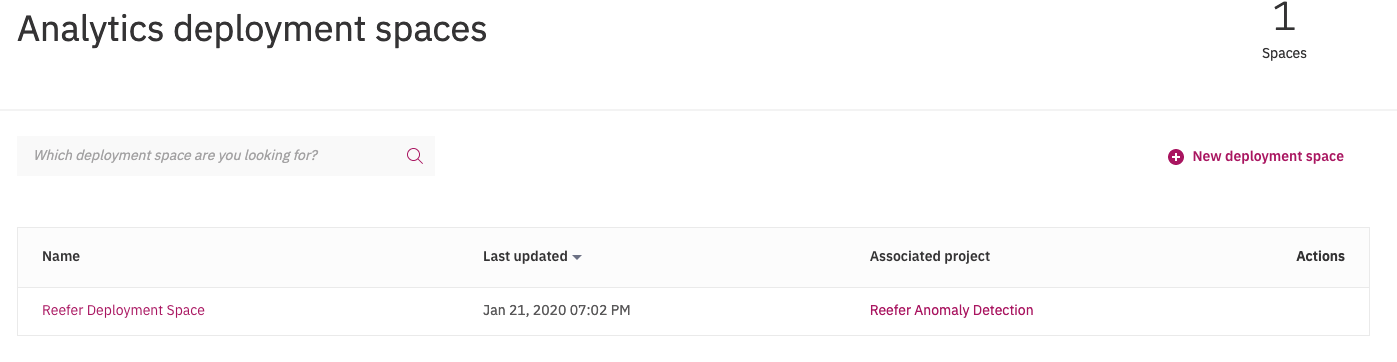 Analytics deployment spaces
1
Spaces
Which deployment space are you looking for?
New deployment space
Name Last updated Associated project Actions
Reefer Deployment Space Jan 21, 2020 07:02 PM Reefer Anomaly Detection